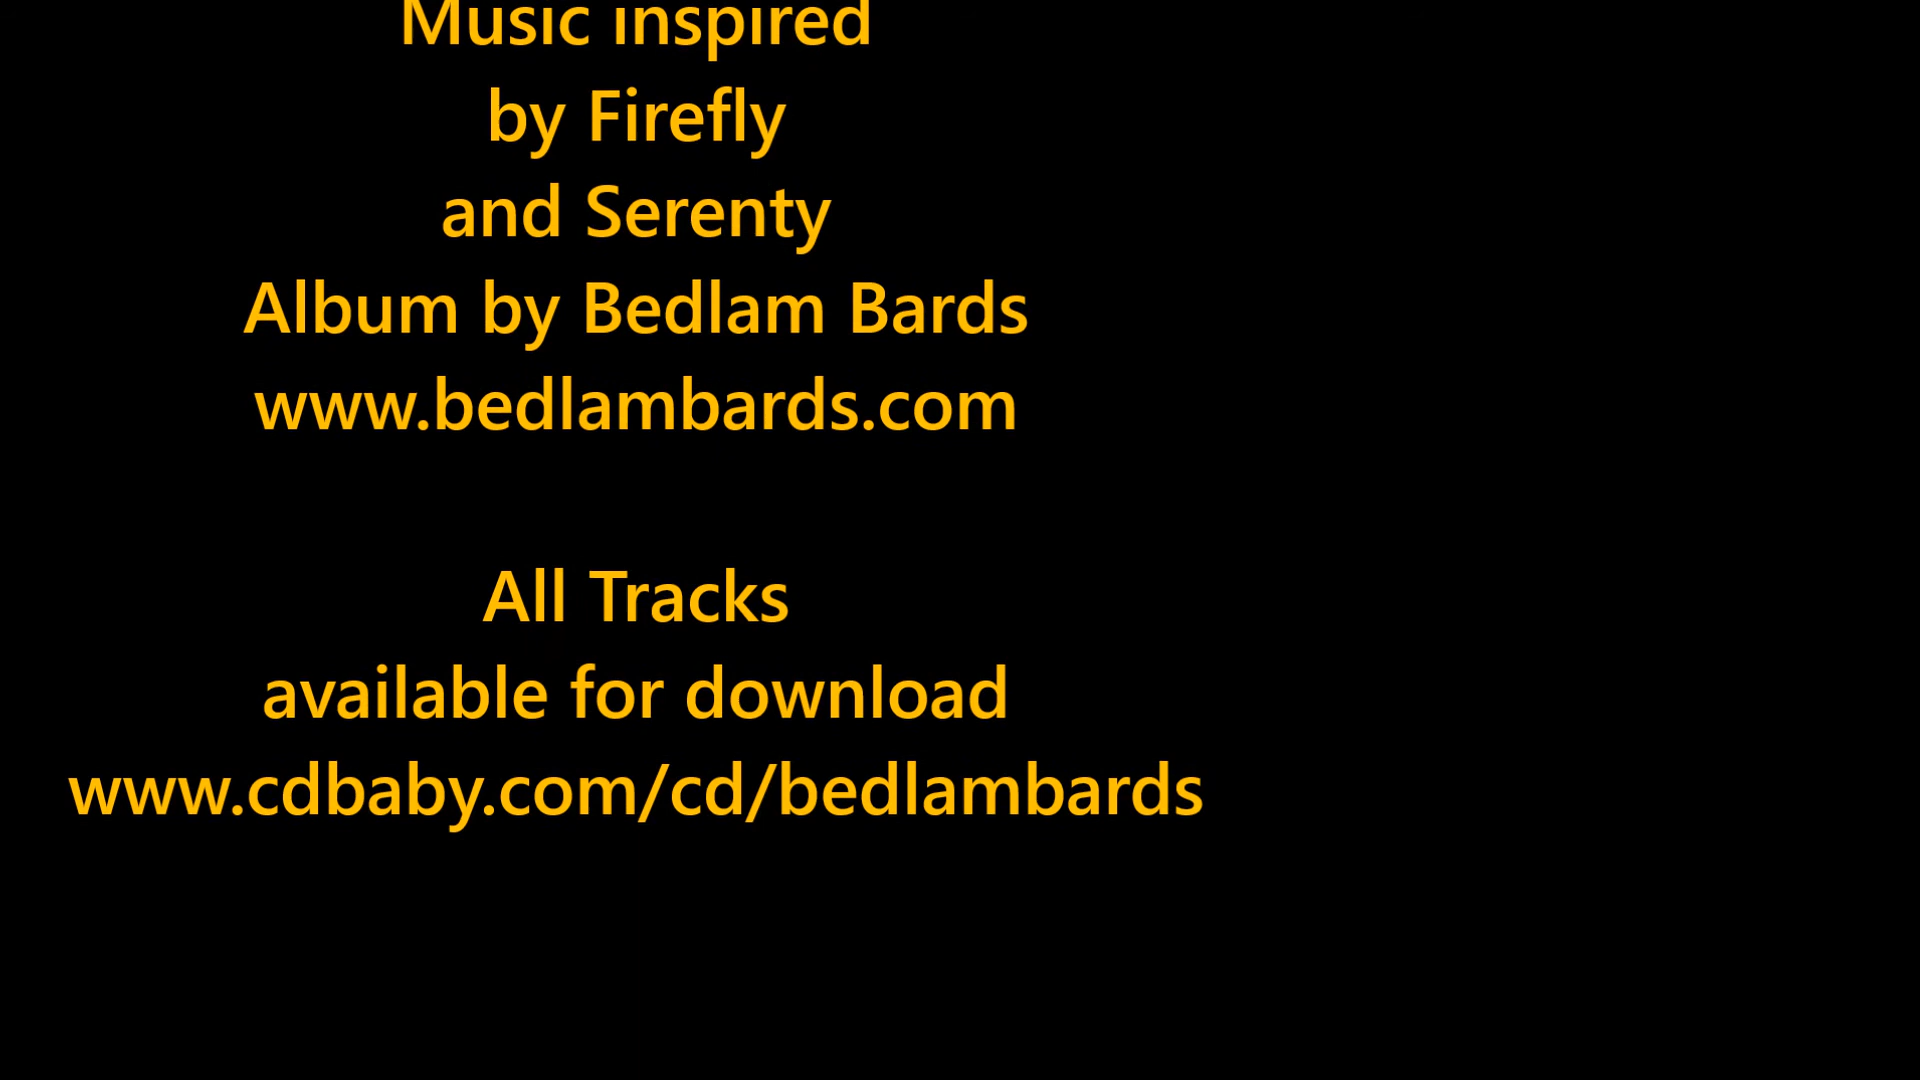 Music inspired
by Firefly
and Serenty
Album by Bedlam Bards
www.bedlambards.com
All Tracks
available for download
www.cdbaby.com/cd/bedlambards